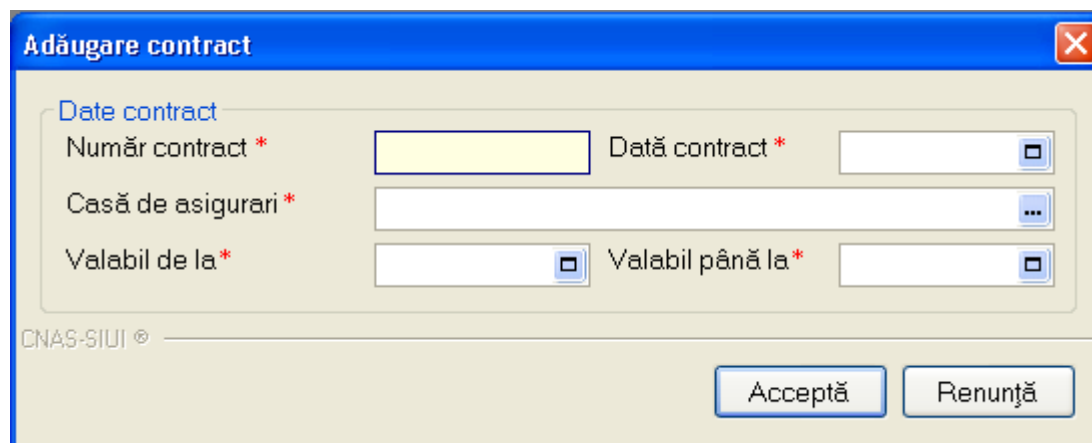 Adăugare contract
Date contract
Număr contract * Dată contract *
Casă de asigurari * ...
Valabil de la* Valabil până la*
CNAS-SIUI ®
Acceptă Renunţă